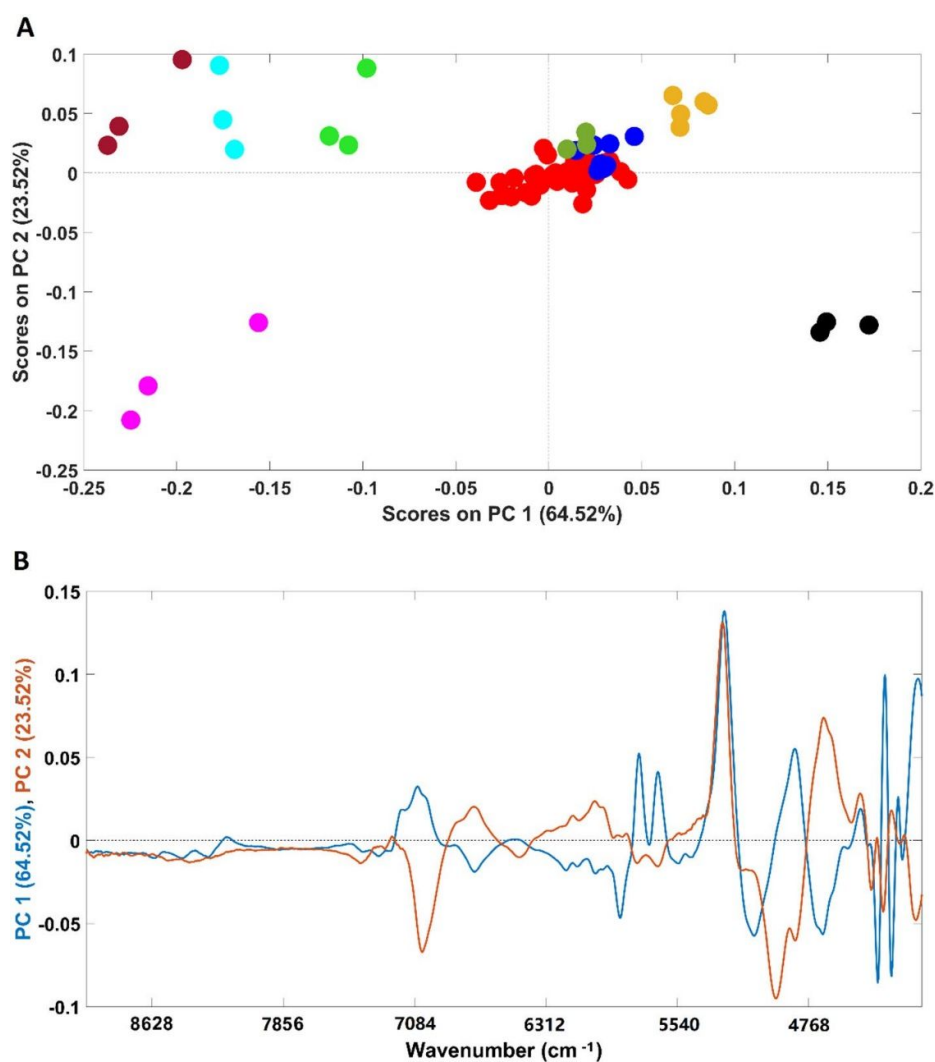 A
0.1
0.05
0
-0.05
-0.1
-0.15
-0.2
-0.25
Scores on PC 2 (23.52%)
-0.25 -0.2 -0.15 -0.1 -0.05 0 0.05 0.1 0.15 0.2
Scores on PC 1 (64.52%)
B
0.15
0.1
0.05
0
-0.05
-0.1
PC 1 (64.52%), PC 2 (23.52%)
8628 7856 7084 6312 5540 4768
Wavenumber (cm -1)